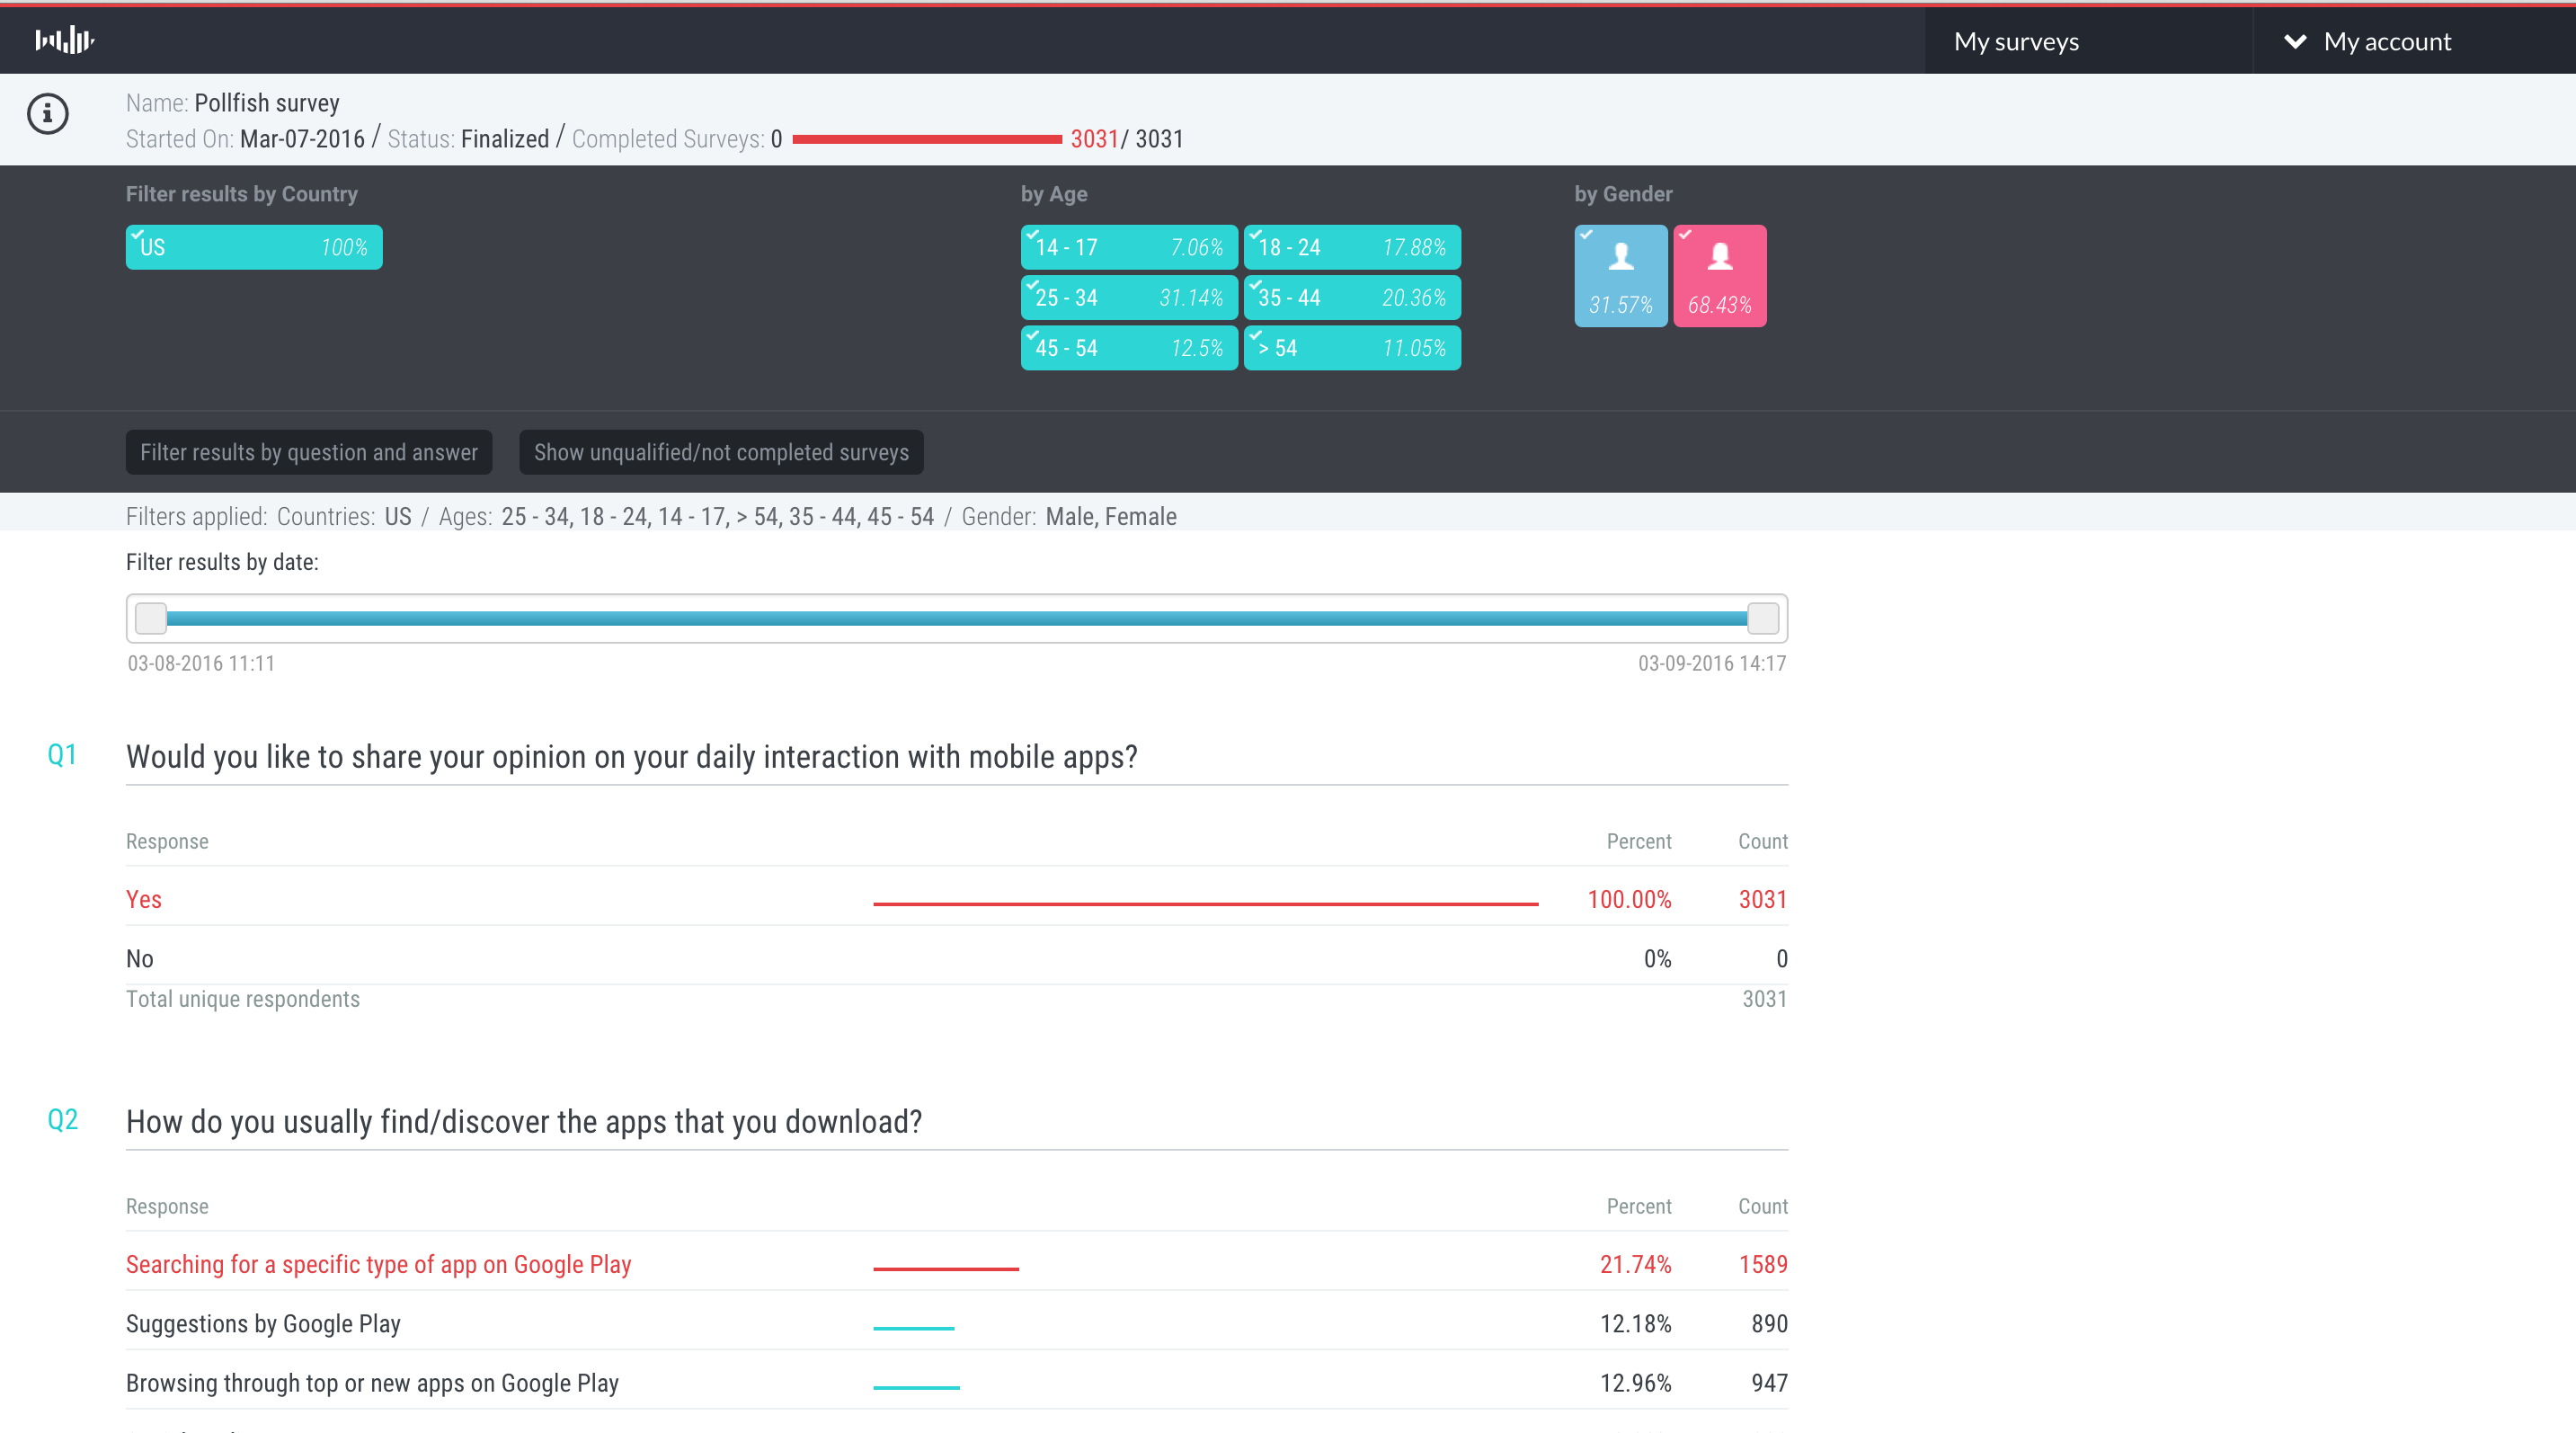 My surveys
My account
Name: Pollfish survey
Started On: Mar-07-2016 / Status: Finalized / Completed Surveys: 0 3031/ 3031
Filter results by Country
by Age
by Gender
US 100%
14 - 17 7.06% 18 - 24 17.88%
25 - 34 31.14% 35 - 44 20.36%
45 - 54 12.5% > 54 11.05%
31.57% 68.43%
Filter results by question and answer
Show unqualified/not completed surveys
Filters applied: Countries: US / Ages: 25 - 34, 18 - 24, 14 - 17, > 54, 35 - 44, 45 - 54 / Gender: Male, Female
Filter results by date:
03-08-2016 11:11 03-09-2016 14:17
Q1 Would you like to share your opinion on your daily interaction with mobile apps?
Response Percent Count
Yes 100.00% 3031
No 0% 0
Total unique respondents 3031
Q2 How do you usually find/discover the apps that you download?
Response Percent Count
Searching for a specific type of app on Google Play 21.74% 1589
Suggestions by Google Play 12.18% 890
Browsing through top or new apps on Google Play 12.96% 947